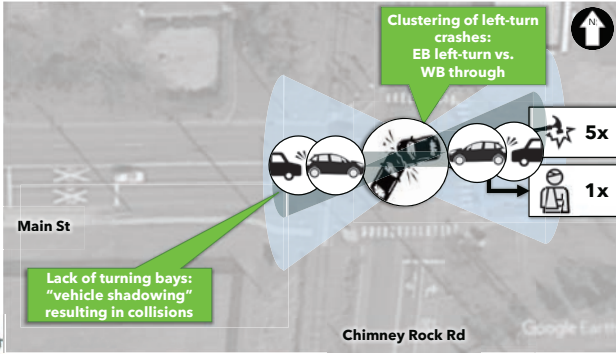 Clustering of left-turn
crashes:
EB left-turn vs.
WB through
N
5x
1x
Main St
Lack of turning bays:
“vehicle shadowing”
resulting in collisions
Chimney Rock Rd
Google Earth